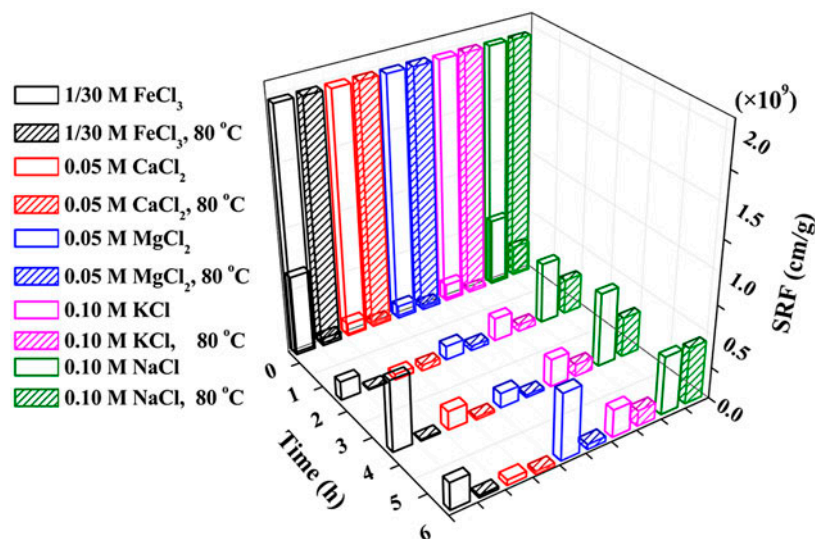 1/30 M FeCl₃
1/30 M FeCl₃, 80 °C
0.05 M CaCl₂
0.05 M CaCl₂, 80 °C
0.05 M MgCl₂
0.05 M MgCl₂, 80 °C
0.10 M KCl
0.10 M KCl, 80 °C
0.10 M NaCl
0.10 M NaCl, 80 °C
(×10⁹)
2.0
1.5
1.0
0.5
0.0
SRF (cm/g)
0
1
2
3
4
5
6
Time (h)